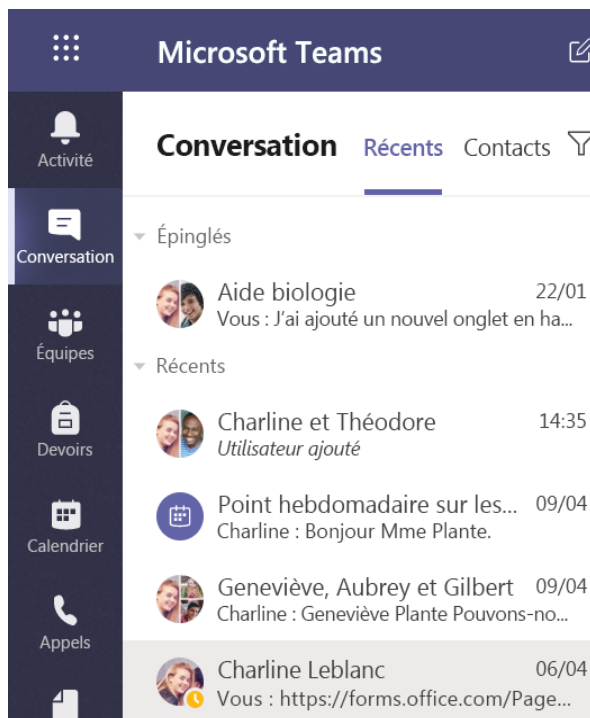 Microsoft Teams
Activité
Conversation
Équipes
Devoirs
Calendrier
Appels
Conversation Récents Contacts
Épinglés
Aide biologie 22/01
Vous : J'ai ajouté un nouvel onglet en ha...
Récents
Charline et Théodore 14:35
Utilisateur ajouté
Point hebdomadaire sur les... 09/04
Charline : Bonjour Mme Plante.
Geneviève, Aubrey et Gilbert 09/04
Charline : Geneviève Plante Pouvons-no...
Charline Leblanc 06/04
Vous : https://forms.office.com/Page...